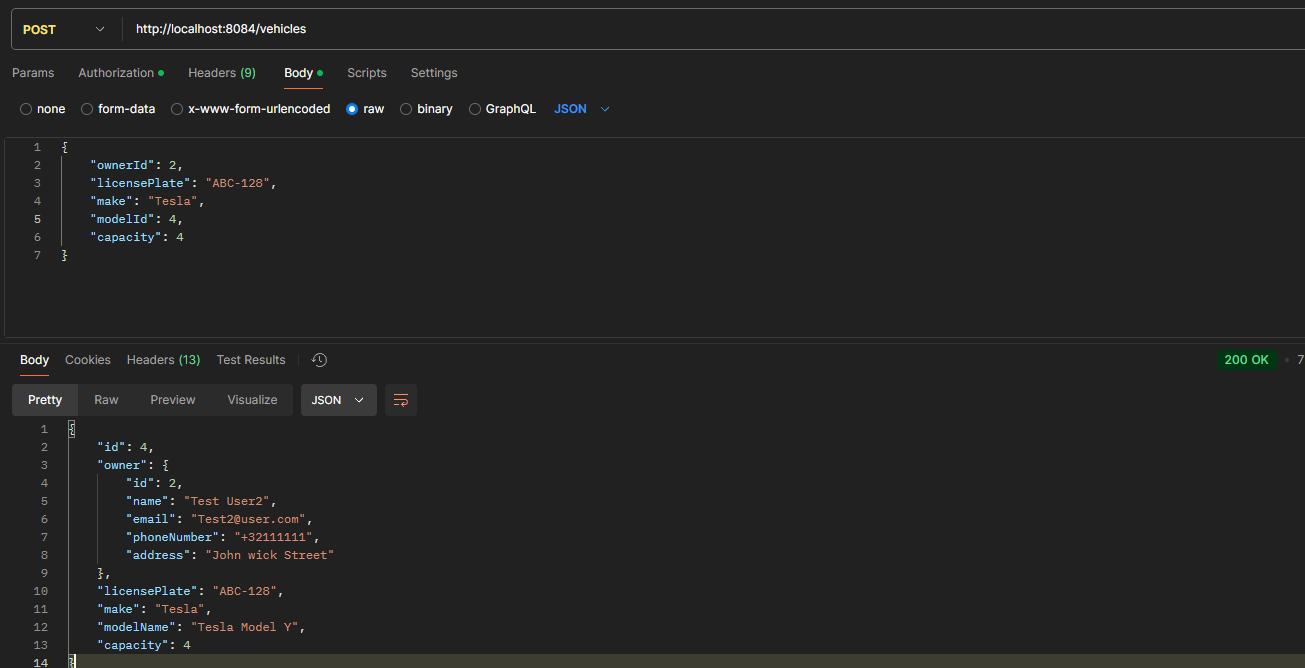 POST http://localhost:8084/vehicles
Params Authorization Headers (9) Body Scripts Settings
none form-data x-www-form-urlencoded raw binary GraphQL JSON
1 {
2 "ownerId": 2,
3 "licensePlate": "ABC-128",
4 "make": "Tesla",
5 "modelId": 4,
6 "capacity": 4
7 }
Body Cookies Headers (13) Test Results 200 OK • 7
Pretty Raw Preview Visualize JSON
1 {
2 "id": 4,
3 "owner": {
4 "id": 2,
5 "name": "Test User2",
6 "email": "Test2@user.com",
7 "phoneNumber": "+32111111",
8 "address": "John wick Street"
9 },
10 "licensePlate": "ABC-128",
11 "make": "Tesla",
12 "modelName": "Tesla Model Y",
13 "capacity": 4
14 }